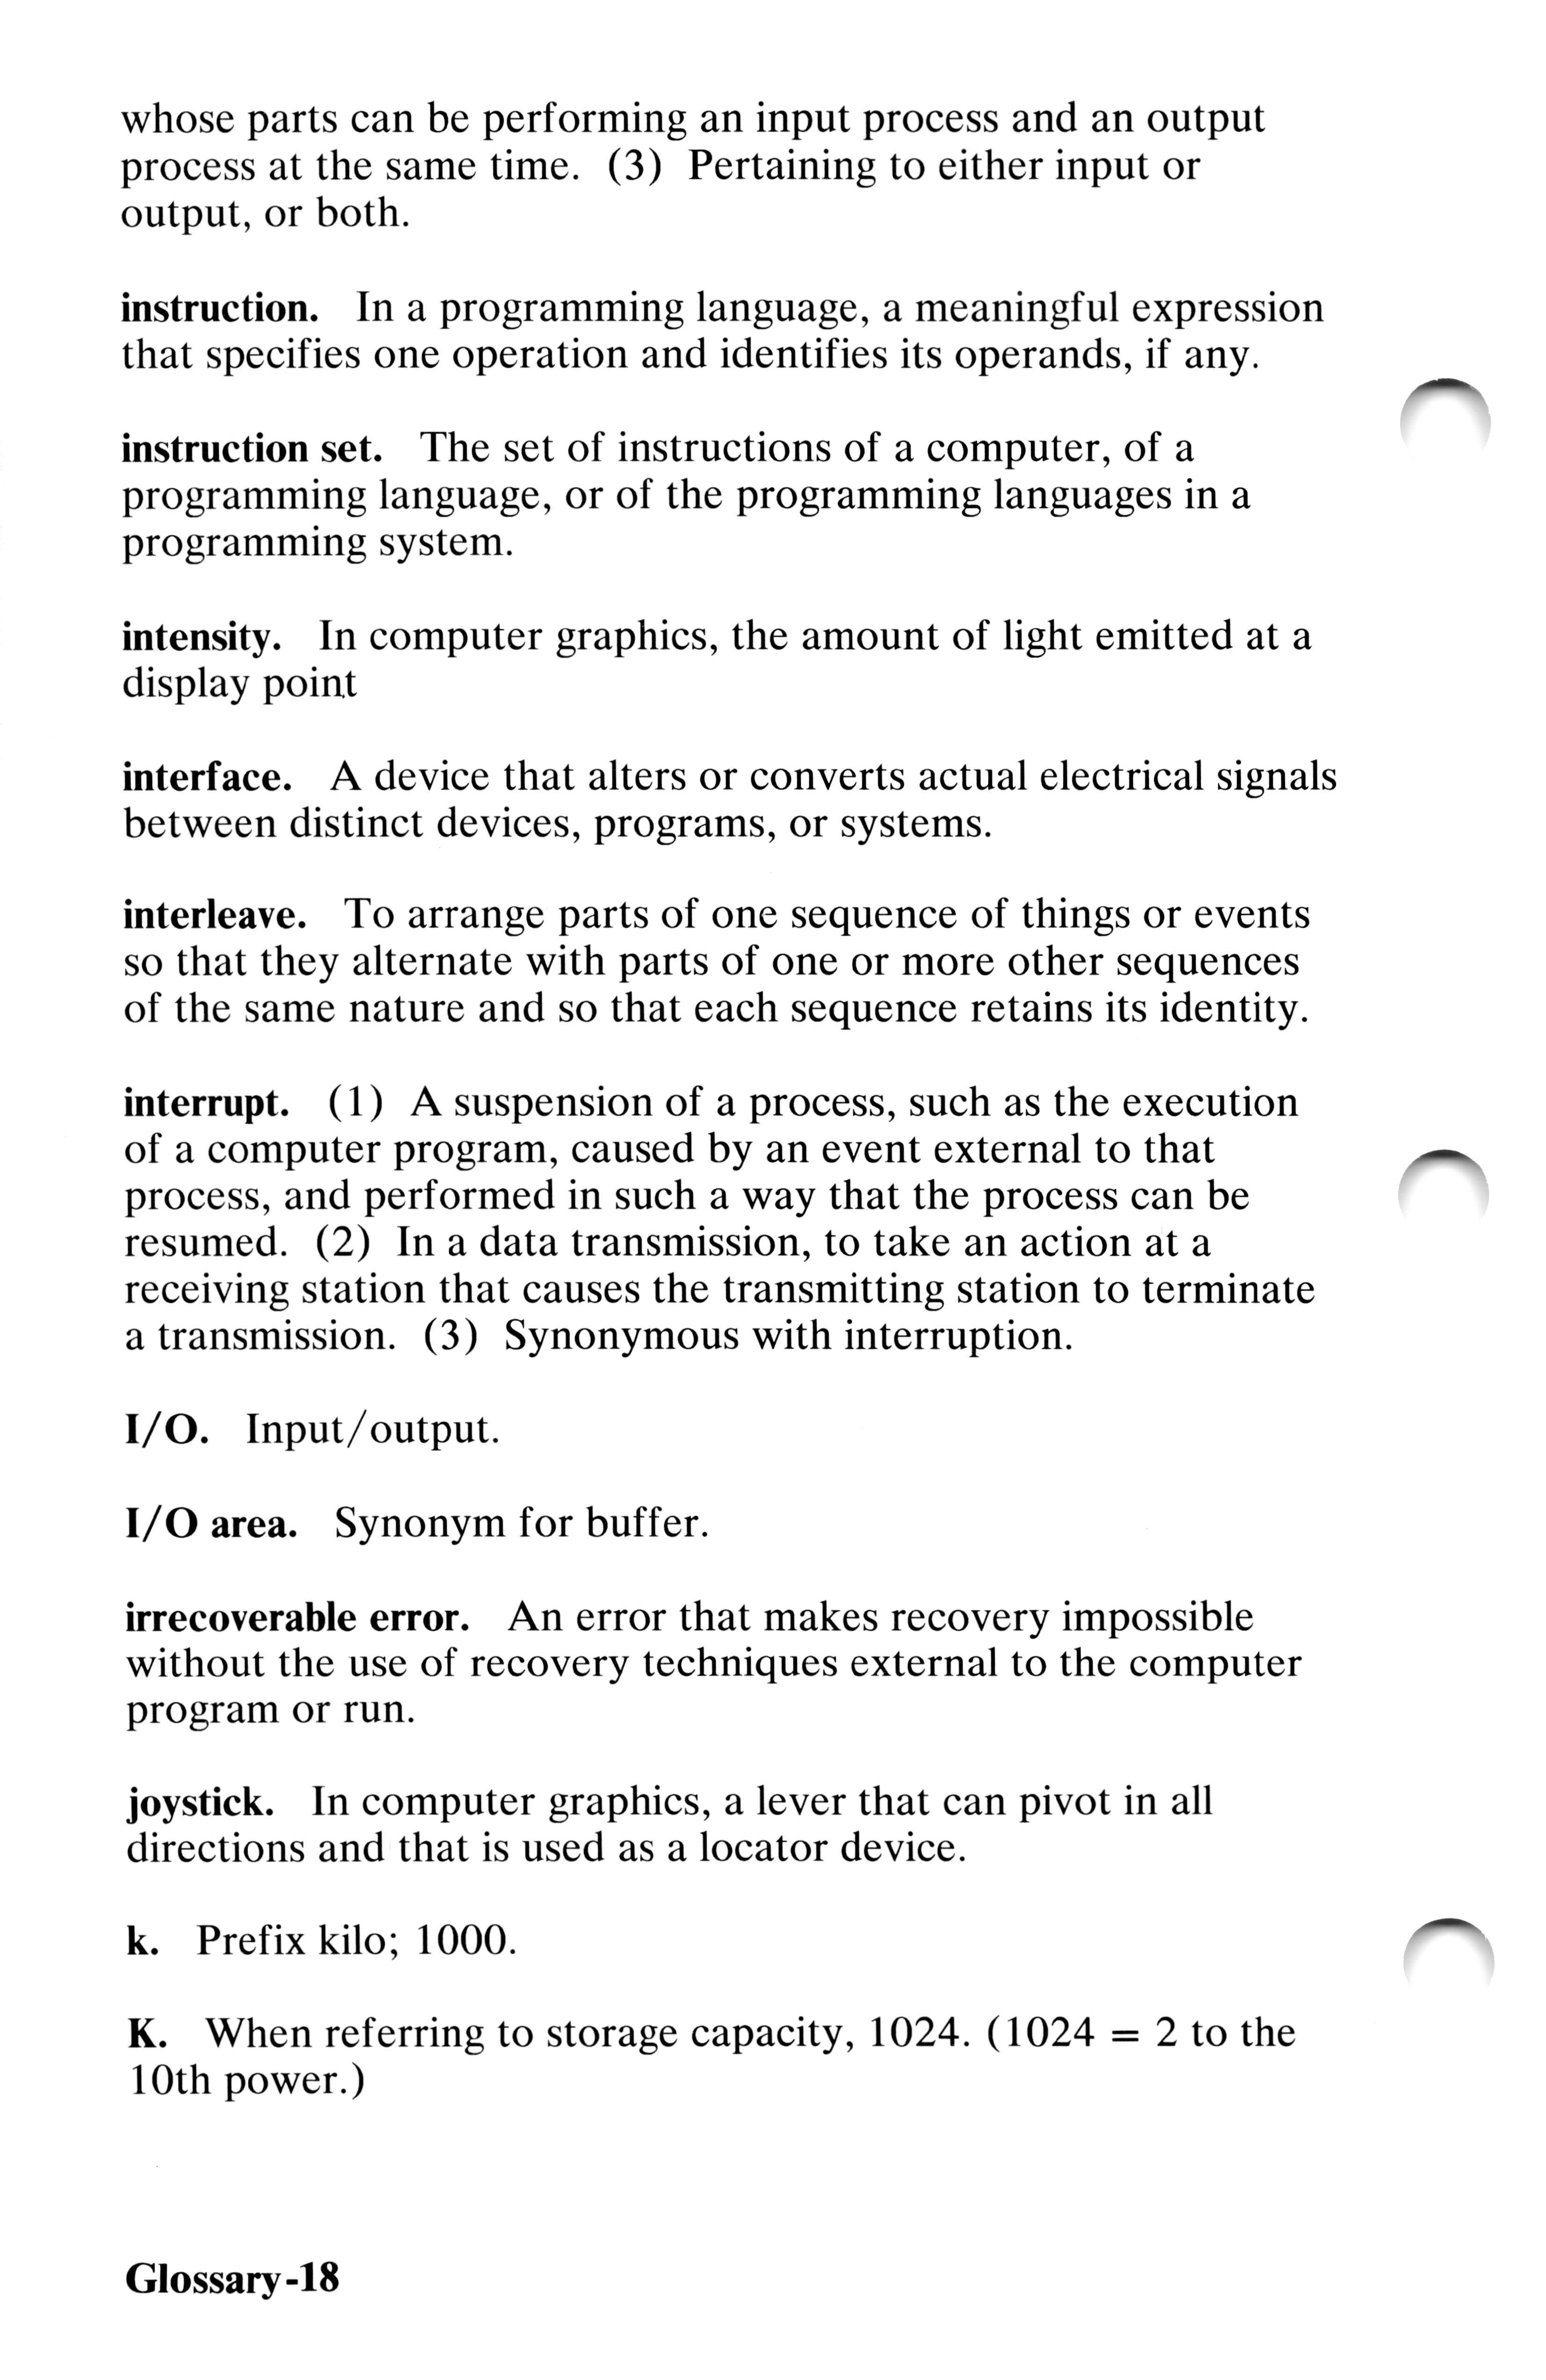 whose parts can be performing an input process and an output
process at the same time. (3) Pertaining to either input or
output, or both.
instruction. In a programming language, a meaningful expression
that specifies one operation and identifies its operands, if any.
instruction set. The set of instructions of a computer, of a
programming language, or of the programming languages in a
programming system.
intensity. In computer graphics, the amount of light emitted at a
display point
interface. A device that alters or converts actual electrical signals
between distinct devices, programs, or systems.
interleave. To arrange parts of one sequence of things or events
so that they alternate with parts of one or more other sequences
of the same nature and so that each sequence retains its identity.
interrupt. (1) A suspension of a process, such as the execution
of a computer program, caused by an event external to that
process, and performed in such a way that the process can be
resumed. (2) In a data transmission, to take an action at a
receiving station that causes the transmitting station to terminate
a transmission. (3) Synonymous with interruption.
I/O. Input/output.
I/O area. Synonym for buffer.
irrecoverable error. An error that makes recovery impossible
without the use of recovery techniques external to the computer
program or run.
joystick. In computer graphics, a lever that can pivot in all
directions and that is used as a locator device.
k. Prefix kilo; 1000.
K. When referring to storage capacity, 1024. (1024 = 2 to the
10th power.)
Glossary-18